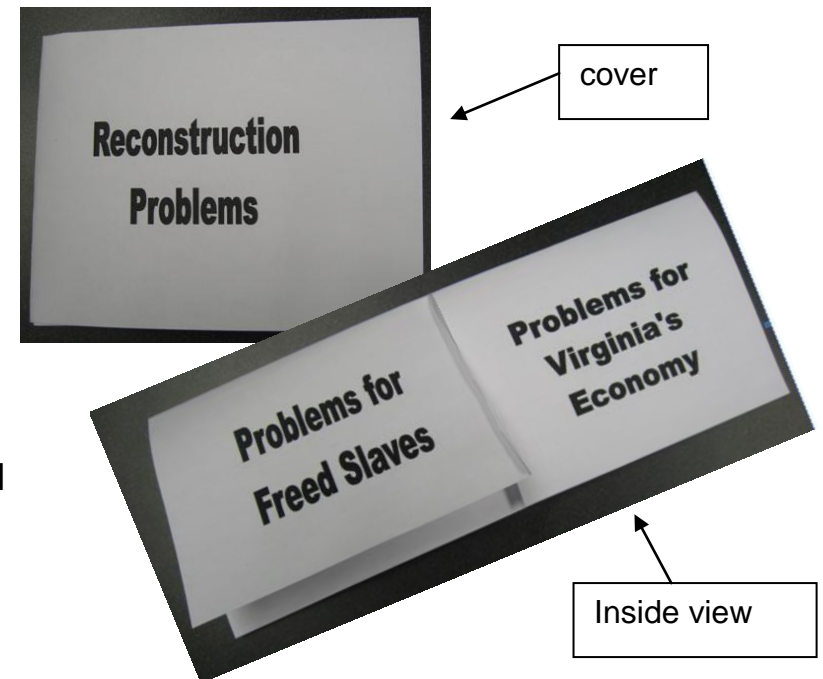 cover
Reconstruction
Problems
Problems for
Freed Slaves
Problems for
Virginia's
Economy
Inside view